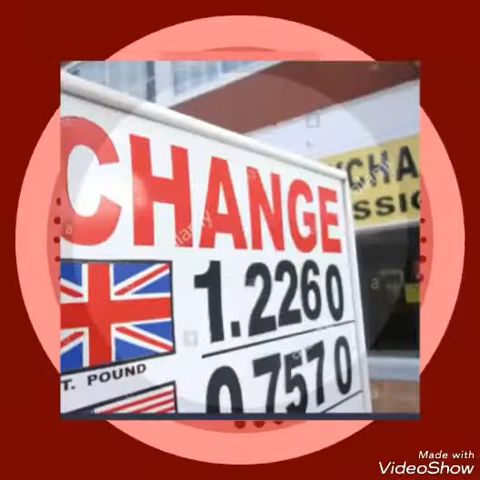 CHANGE
1.2260
T. POUND
0.7570
CHA
SSIO
Made with
VideoShow